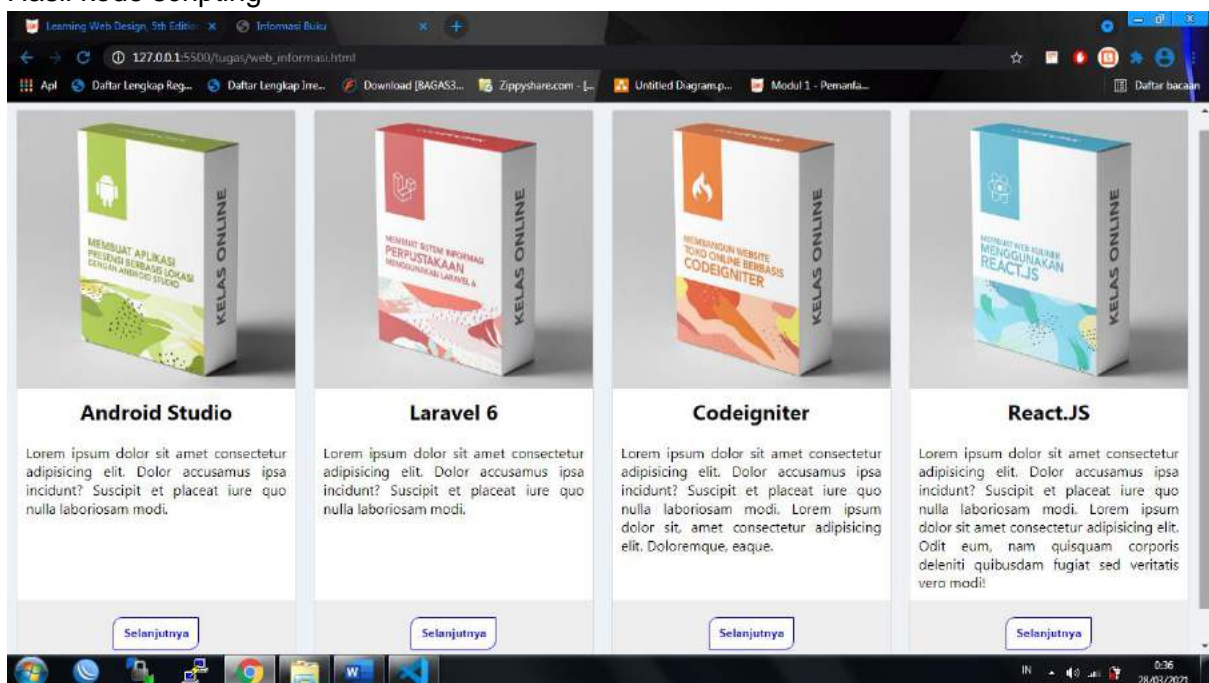 Hasil kode scripting
Learning Web Design, 5th Editio
Informasi Buku
127.0.0.1:5500/tugas/web_informasi.html
Apl
Daftar Lengkap Reg...
Daftar Lengkap Irre...
Download [BAGAS3...
Zippyshare.com - [...
Untitled Diagram.p...
Modul 1 - Pemanfa...
Daftar bacaan
MEMBUAT APLIKASI
PRESENSI BERBASIS LOKASI
DENGAN ANDROID STUDIO
KELAS ONLINE
MEMBUAT SISTEM INFORMASI
PERPUSTAKAAN
MENGGUNAKAN LARAVEL 6
KELAS ONLINE
MEMBANGUN WEBSITE
TOKO ONLINE BERBASIS
CODEIGNITER
KELAS ONLINE
MEMBUAT WEB KULINER
MENGGUNAKAN
REACT.JS
KELAS ONLINE
Android Studio
Lorem ipsum dolor sit amet consectetur
adipisicing elit. Dolor accusamus ipsa
incidunt? Suscipit et placeat iure quo
nulla laboriosam modi.
Selanjutnya
Laravel 6
Lorem ipsum dolor sit amet consectetur
adipisicing elit. Dolor accusamus ipsa
incidunt? Suscipit et placeat iure quo
nulla laboriosam modi.
Selanjutnya
Codeigniter
Lorem ipsum dolor sit amet consectetur
adipisicing elit. Dolor accusamus ipsa
incidunt? Suscipit et placeat iure quo
nulla laboriosam modi. Lorem ipsum
dolor sit, amet consectetur adipisicing
elit. Doloremque, eaque.
Selanjutnya
React.JS
Lorem ipsum dolor sit amet consectetur
adipisicing elit. Dolor accusamus ipsa
incidunt? Suscipit et placeat iure quo
nulla laboriosam modi. Lorem ipsum
dolor sit amet consectetur adipisicing elit.
Odit eum, nam quisquam corporis
deleniti quibusdam fugiat sed veritatis
vero modi!
Selanjutnya
IN
0:36
28/03/2021